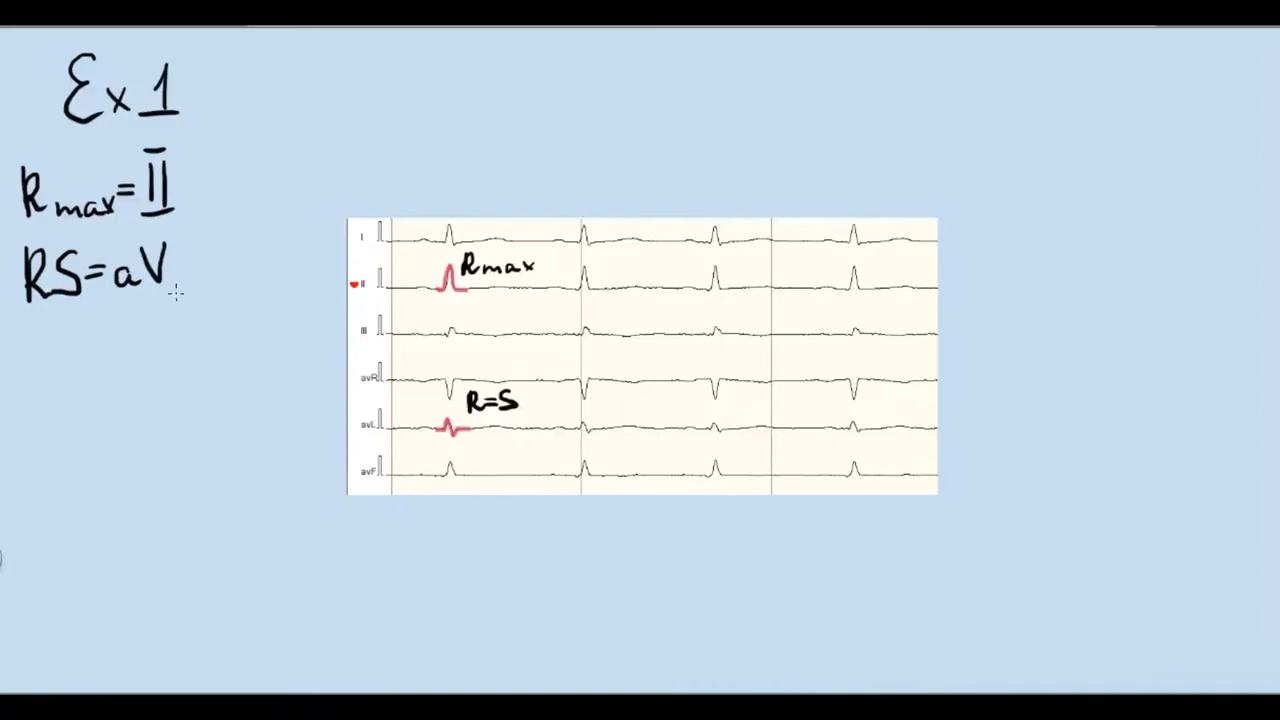 Ex 1
Rmax=II
RS=aV
I
II
Rmax
III
avR
R=S
avL
avF